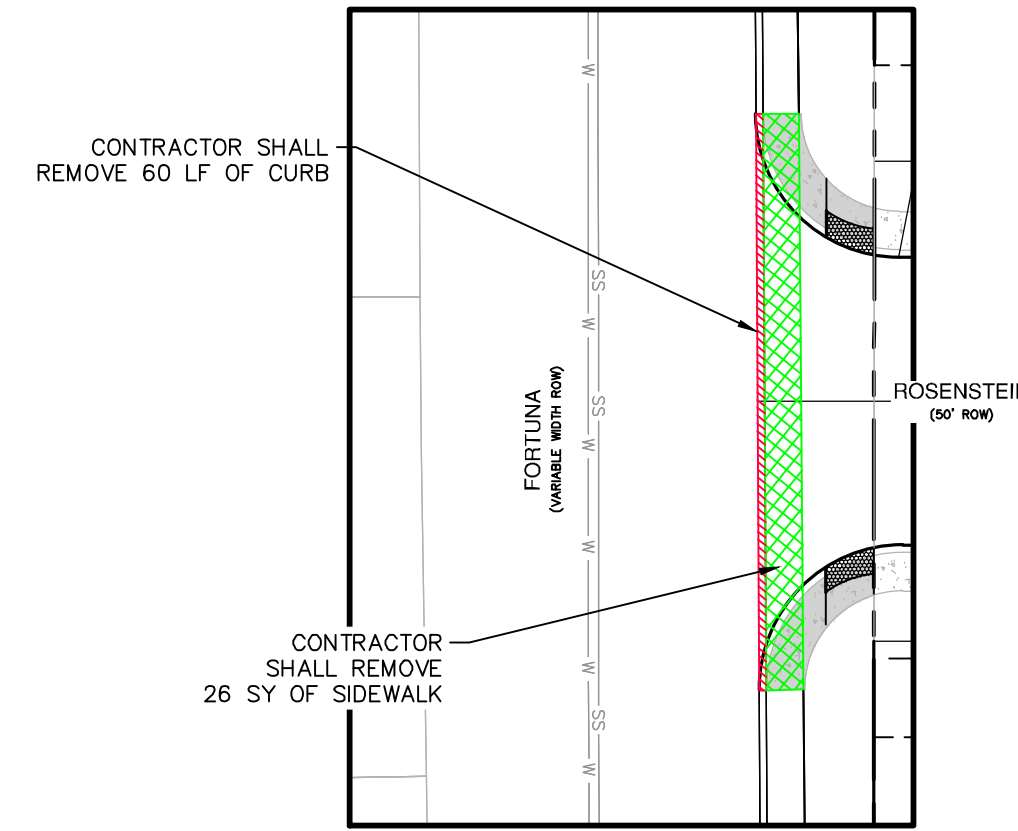 CONTRACTOR SHALL
REMOVE 60 LF OF CURB
W
SS
W
SS
W
FORTUNA
(VARIABLE WIDTH ROW)
(50' ROW)
W
CONTRACTOR
SHALL REMOVE
26 SY OF SIDEWALK
W
SS
W